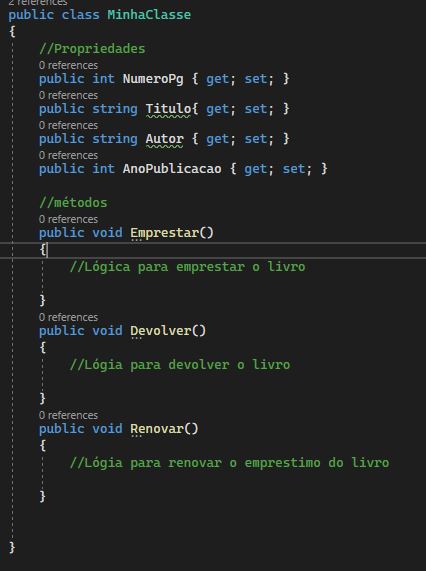 2 references
public class MinhaClasse
{
//Propriedades
0 references
public int NumeroPg { get; set; }
0 references
public string Titulo{ get; set; }
0 references
public string Autor { get; set; }
0 references
public int AnoPublicacao { get; set; }
//métodos
0 references
public void Emprestar()
{
//Lógica para emprestar o livro
}
0 references
public void Devolver()
{
//Lógia para devolver o livro
}
0 references
public void Renovar()
{
//Lógia para renovar o emprestimo do livro
}
}